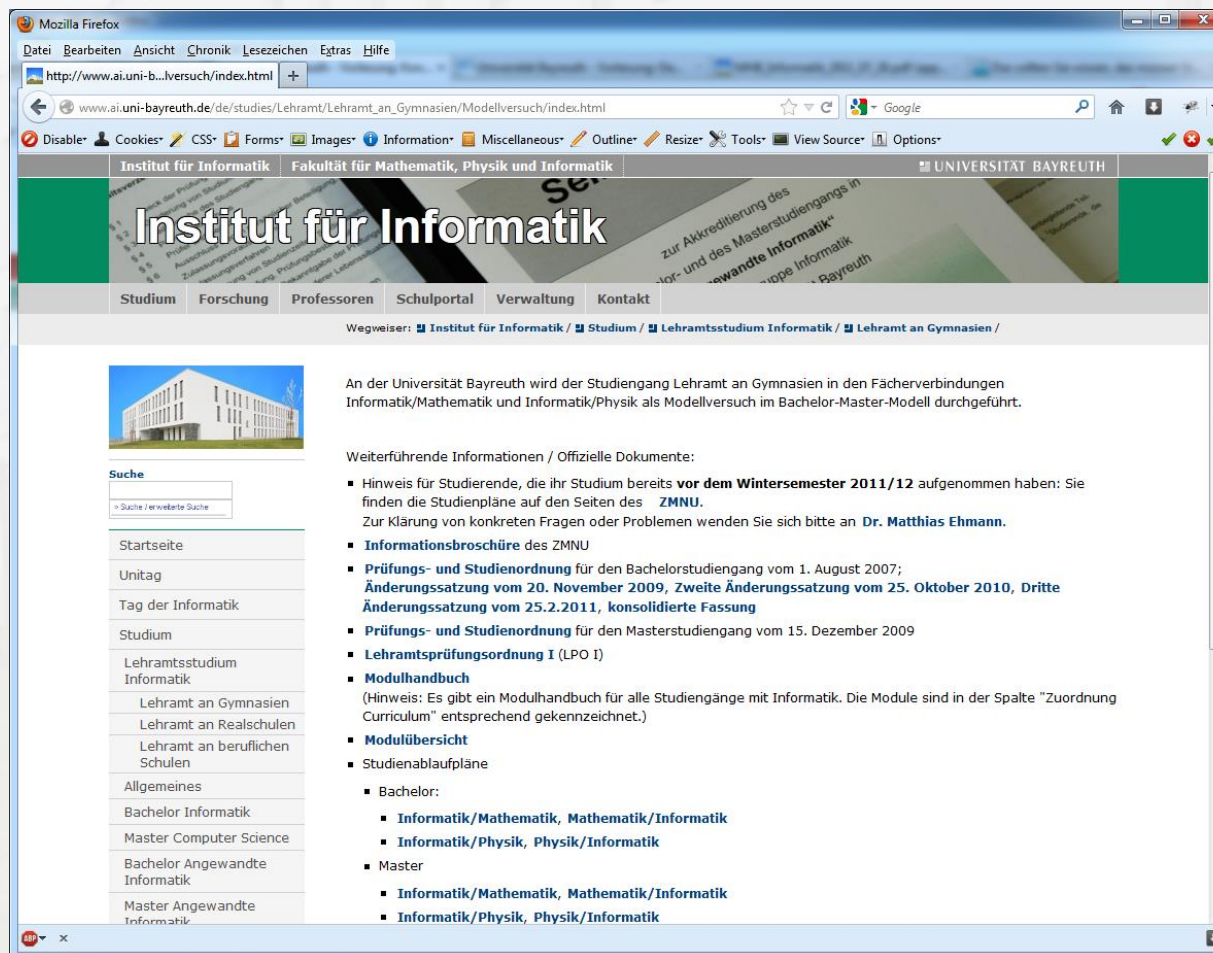 Mozilla Firefox
Datei Bearbeiten Ansicht Chronik Lesezeichen Extras Hilfe
http://www.ai.uni-b...lversuch/index.html
www.ai.uni-bayreuth.de/de/studies/Lehramt/Lehramt_an_Gymnasien/Modellversuch/index.html Google
Disable Cookies CSS Forms Images Information Miscellaneous Outline Resize Tools View Source Options
Institut für Informatik Fakultät für Mathematik, Physik und Informatik UNIVERSITÄT BAYREUTH
Institut für Informatik
zur Akkreditierung des
und des Masterstudiengangs in
Informatik"
Informatik
Bayreuth
Studium Forschung Professoren Schulportal Verwaltung Kontakt
Wegweiser: Institut für Informatik / Studium / Lehramtsstudium Informatik / Lehramt an Gymnasien /
Suche
> Suche / erweiterte Suche
Startseite
Unitag
Tag der Informatik
Studium
Lehramtsstudium
Informatik
Lehramt an Gymnasien
Lehramt an Realschulen
Lehramt an beruflichen
Schulen
Allgemeines
Bachelor Informatik
Master Computer Science
Bachelor Angewandte
Informatik
Master Angewandte
Informatik
An der Universität Bayreuth wird der Studiengang Lehramt an Gymnasien in den Fächerverbindungen
Informatik/Mathematik und Informatik/Physik als Modellversuch im Bachelor-Master-Modell durchgeführt.
Weiterführende Informationen / Offizielle Dokumente:
Hinweis für Studierende, die ihr Studium bereits vor dem Wintersemester 2011/12 aufgenommen haben: Sie
finden die Studienpläne auf den Seiten des ZMNU.
Zur Klärung von konkreten Fragen oder Problemen wenden Sie sich bitte an Dr. Matthias Ehmann.
Informationsbroschüre des ZMNU
Prüfungs- und Studienordnung für den Bachelorstudiengang vom 1. August 2007;
Änderungssatzung vom 20. November 2009, Zweite Änderungssatzung vom 25. Oktober 2010, Dritte
Änderungssatzung vom 25.2.2011, konsolidierte Fassung
Prüfungs- und Studienordnung für den Masterstudiengang vom 15. Dezember 2009
Lehramtsprüfungsordnung I (LPO I)
Modulhandbuch
(Hinweis: Es gibt ein Modulhandbuch für alle Studiengänge mit Informatik. Die Module sind in der Spalte "Zuordnung
Curriculum" entsprechend gekennzeichnet.)
Modulübersicht
Studienablaufpläne
Bachelor:
Informatik/Mathematik, Mathematik/Informatik
Informatik/Physik, Physik/Informatik
Master
Informatik/Mathematik, Mathematik/Informatik
Informatik/Physik, Physik/Informatik
ABP